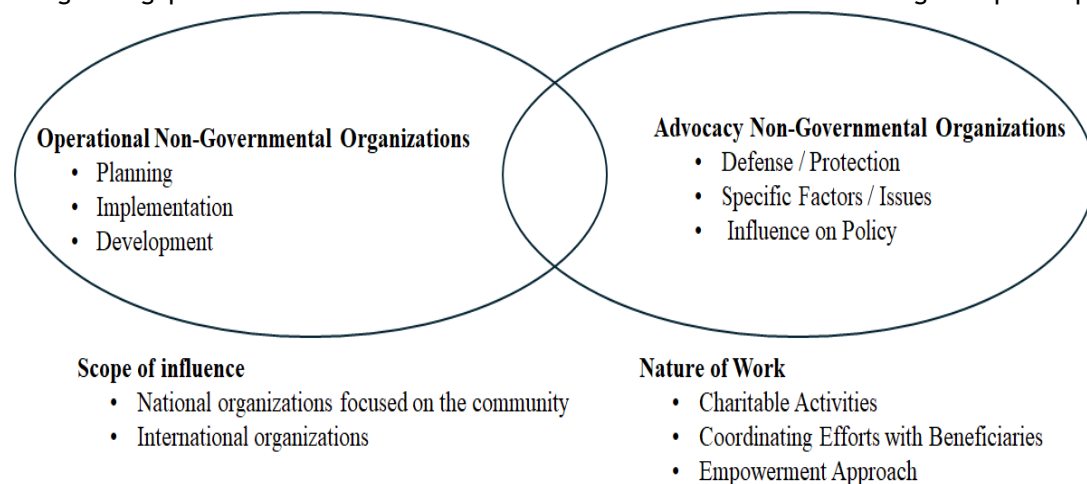 Operational Non-Governmental Organizations
• Planning
• Implementation
• Development
Advocacy Non-Governmental Organizations
• Defense / Protection
• Specific Factors / Issues
• Influence on Policy
Scope of influence
• National organizations focused on the community
• International organizations
Nature of Work
• Charitable Activities
• Coordinating Efforts with Beneficiaries
• Empowerment Approach